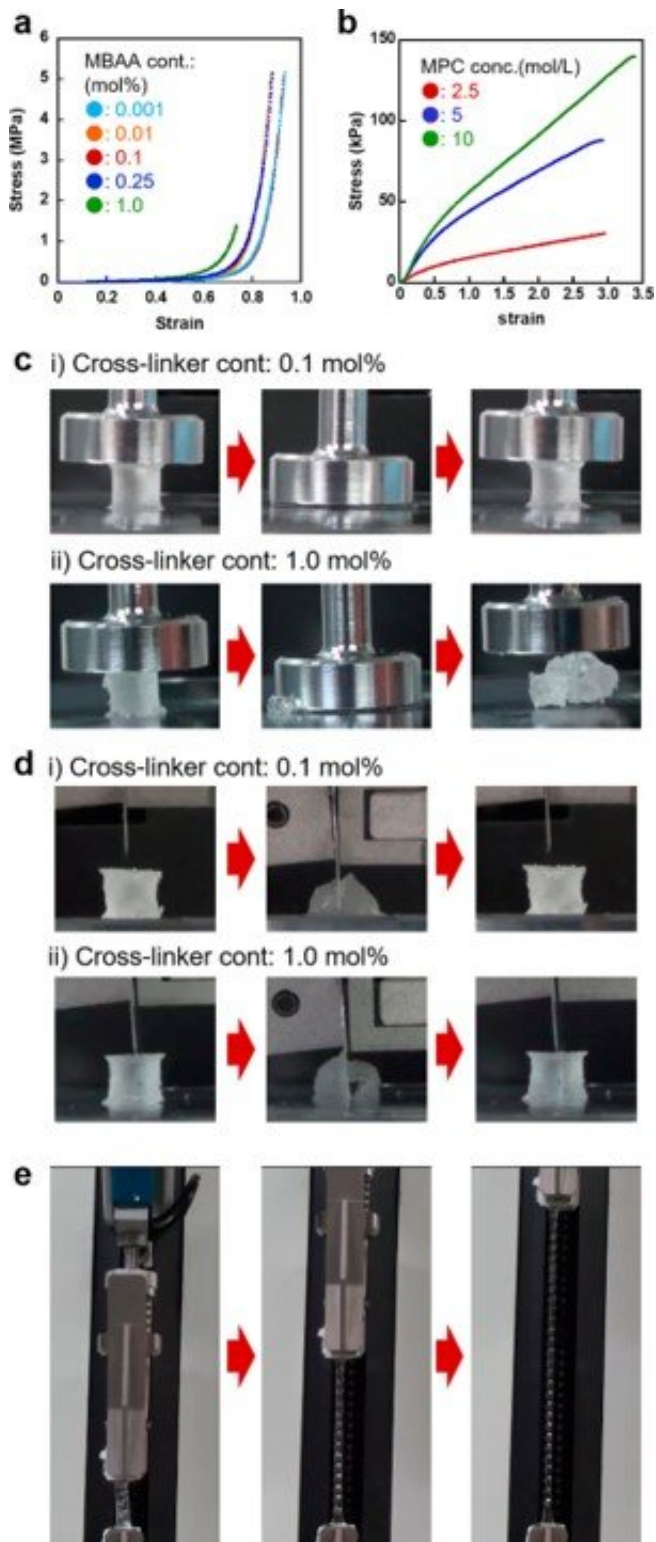 a
MBAA cont.:
(mol%)
: 0.001
: 0.01
: 0.1
: 0.25
: 1.0
Stress (MPa)
6
5
4
3
2
1
0
0 0.2 0.4 0.6 0.8 1.0
Strain
b
MPC conc.(mol/L)
: 2.5
: 5
: 10
Stress (kPa)
150
100
50
0
0.0 0.5 1.0 1.5 2.0 2.5 3.0 3.5
strain
c i) Cross-linker cont: 0.1 mol%
ii) Cross-linker cont: 1.0 mol%
d i) Cross-linker cont: 0.1 mol%
ii) Cross-linker cont: 1.0 mol%
e